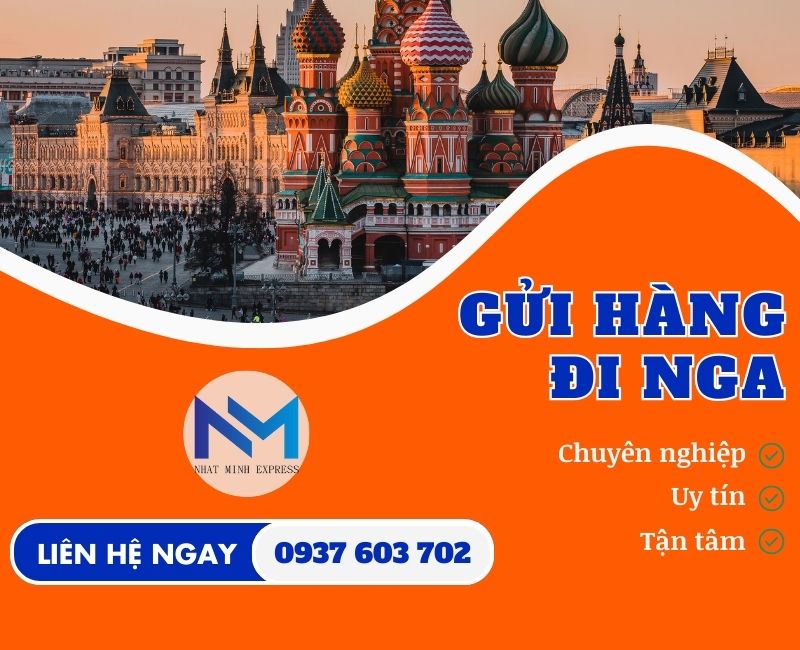 GỬI HÀNG
ĐI NGA
Chuyên nghiệp
Uy tín
Tận tâm
NHAT MINH EXPRESS
LIÊN HỆ NGAY
0937 603 702